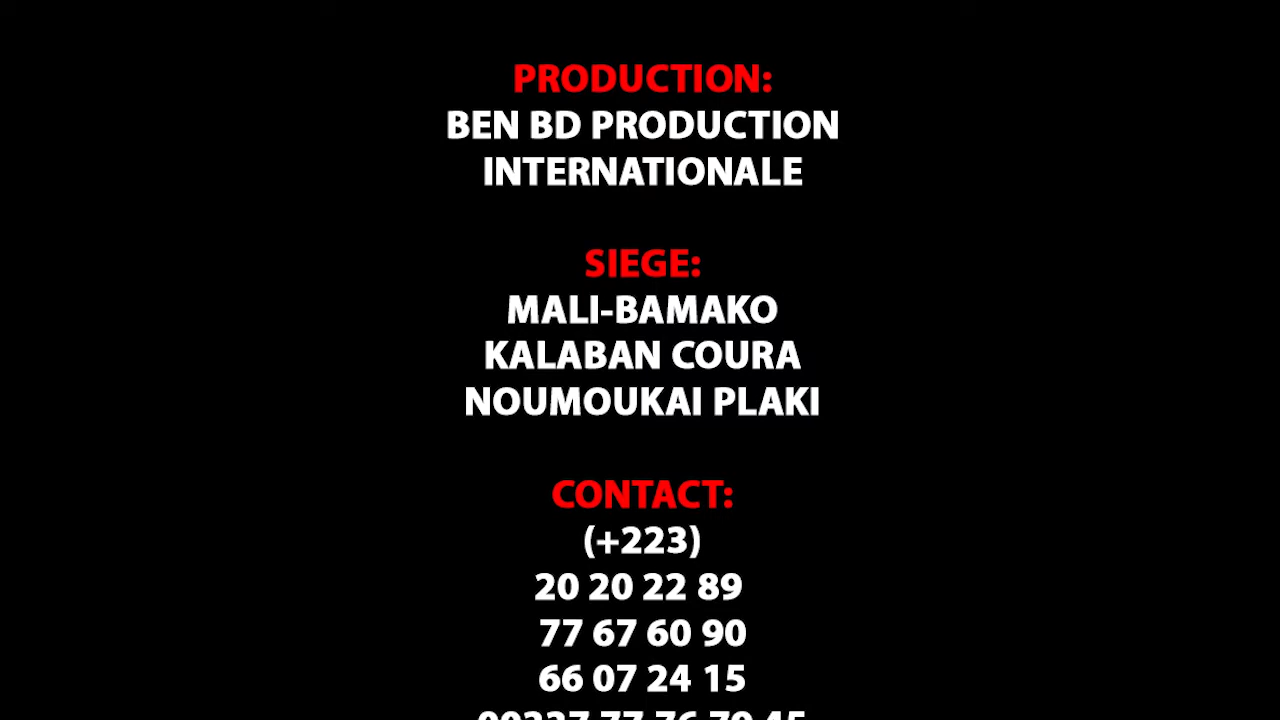 PRODUCTION:
BEN BD PRODUCTION
INTERNATIONALE
SIEGE:
MALI-BAMAKO
KALABAN COURA
NOUMOUKAI PLAKI
CONTACT:
(+223)
20 20 22 89
77 67 60 90
66 07 24 15